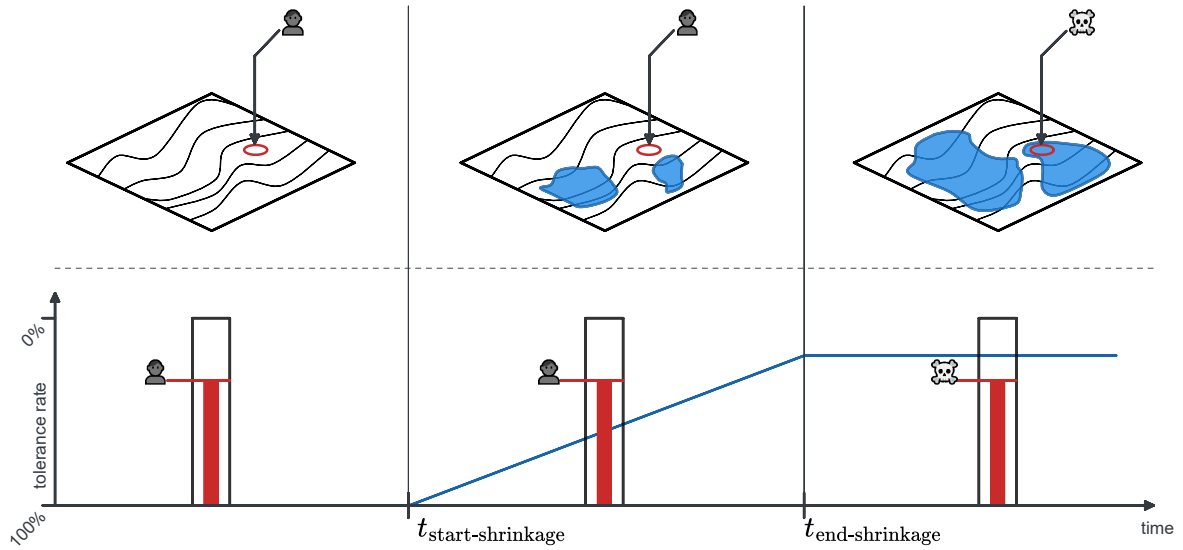 0%
tolerance rate
100%
t_start-shrinkage
t_end-shrinkage
time